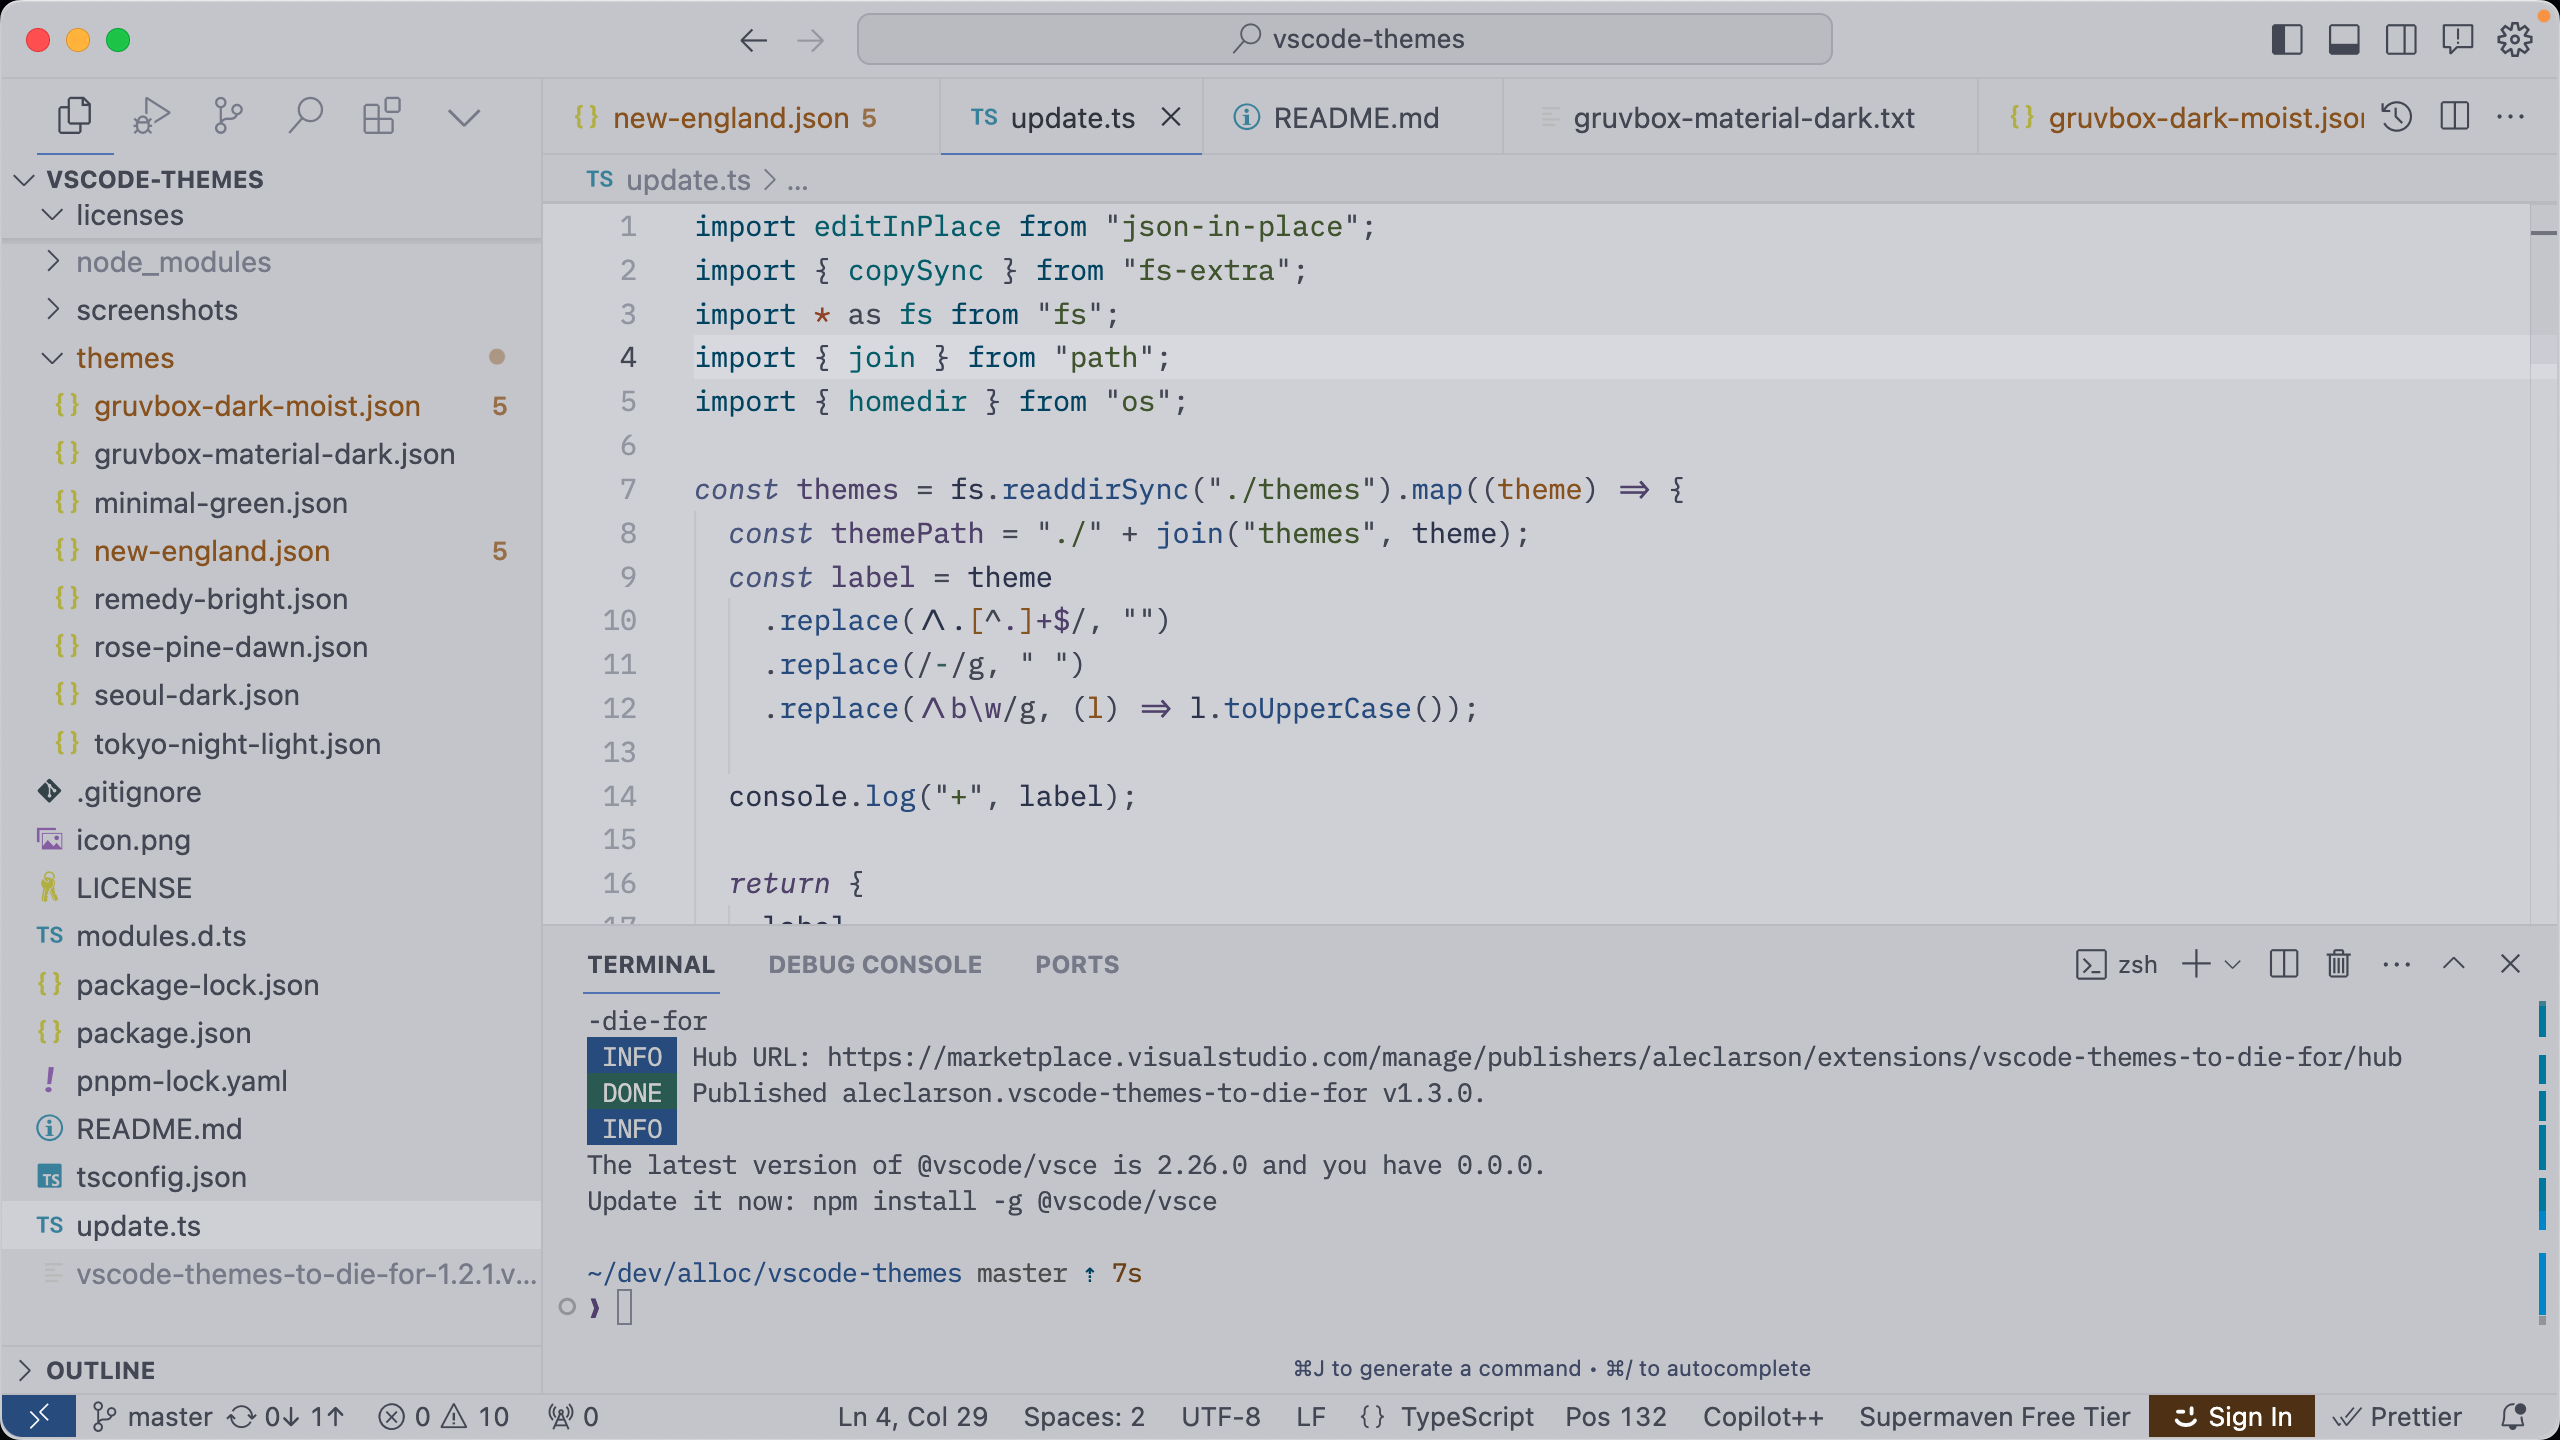 vscode-themes
new-england.json 5
TS update.ts
README.md
gruvbox-material-dark.txt
gruvbox-dark-moist.json
VSCODE-THEMES
licenses
node_modules
screenshots
themes
gruvbox-dark-moist.json 5
gruvbox-material-dark.json
minimal-green.json
new-england.json 5
remedy-bright.json
rose-pine-dawn.json
seoul-dark.json
tokyo-night-light.json
.gitignore
icon.png
LICENSE
TS modules.d.ts
package-lock.json
package.json
pnpm-lock.yaml
README.md
TS tsconfig.json
TS update.ts
vscode-themes-to-die-for-1.2.1.v...
OUTLINE
TS update.ts > ...
1 import editInPlace from "json-in-place";
2 import { copySync } from "fs-extra";
3 import * as fs from "fs";
4 import { join } from "path";
5 import { homedir } from "os";
6
7 const themes = fs.readdirSync("./themes").map((theme) => {
8 const themePath = "./" + join("themes", theme);
9 const label = theme
10 .replace(/\.[^.]+$/, "")
11 .replace(/-/g, " ")
12 .replace(/\b\w/g, (l) => l.toUpperCase());
13
14 console.log("+", label);
15
16 return {
17 label
TERMINAL DEBUG CONSOLE PORTS
zsh
-die-for
INFO Hub URL: https://marketplace.visualstudio.com/manage/publishers/aleclarson/extensions/vscode-themes-to-die-for/hub
DONE Published aleclarson.vscode-themes-to-die-for v1.3.0.
INFO
The latest version of @vscode/vsce is 2.26.0 and you have 0.0.0.
Update it now: npm install -g @vscode/vsce
~/dev/alloc/vscode-themes master ⇡ 7s
❱
⌘J to generate a command • ⌘/ to autocomplete
master 0↓ 1↑ 0 10 0 Ln 4, Col 29 Spaces: 2 UTF-8 LF {} TypeScript Pos 132 Copilot++ Supermaven Free Tier Sign In Prettier